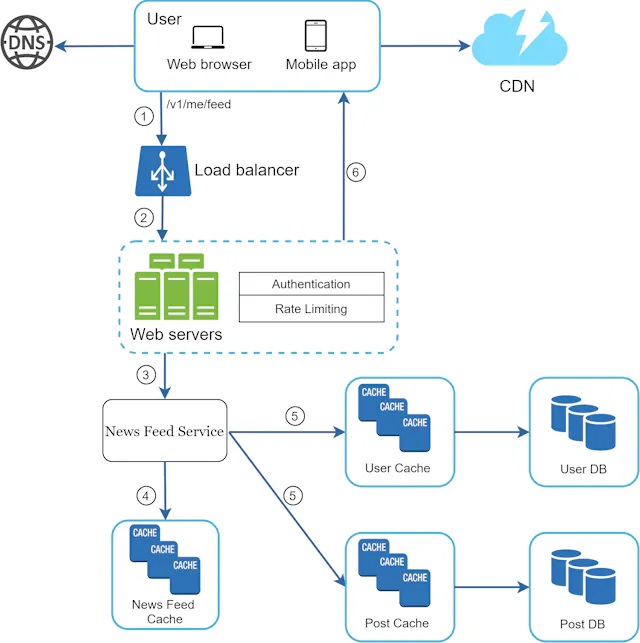 User
DNS
Web browser
Mobile app
CDN
/v1/me/feed
1
Load balancer
6
2
Authentication
Rate Limiting
Web servers
3
News Feed Service
5
CACHE
CACHE
CACHE
User Cache
User DB
4
5
CACHE
CACHE
CACHE
News Feed
Cache
CACHE
CACHE
CACHE
Post Cache
Post DB